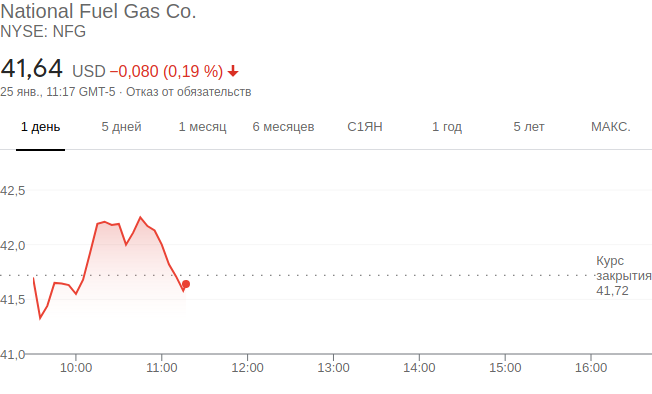 National Fuel Gas Co.
NYSE: NFG
41,64 USD −0,080 (0,19 %)
25 янв., 11:17 GMT-5 · Отказ от обязательств
1 день 5 дней 1 месяц 6 месяцев С1ЯН 1 год 5 лет МАКС.
42,5
42,0
Курс
закрытия
41,72
41,5
41,0
10:00 11:00 12:00 13:00 14:00 15:00 16:00